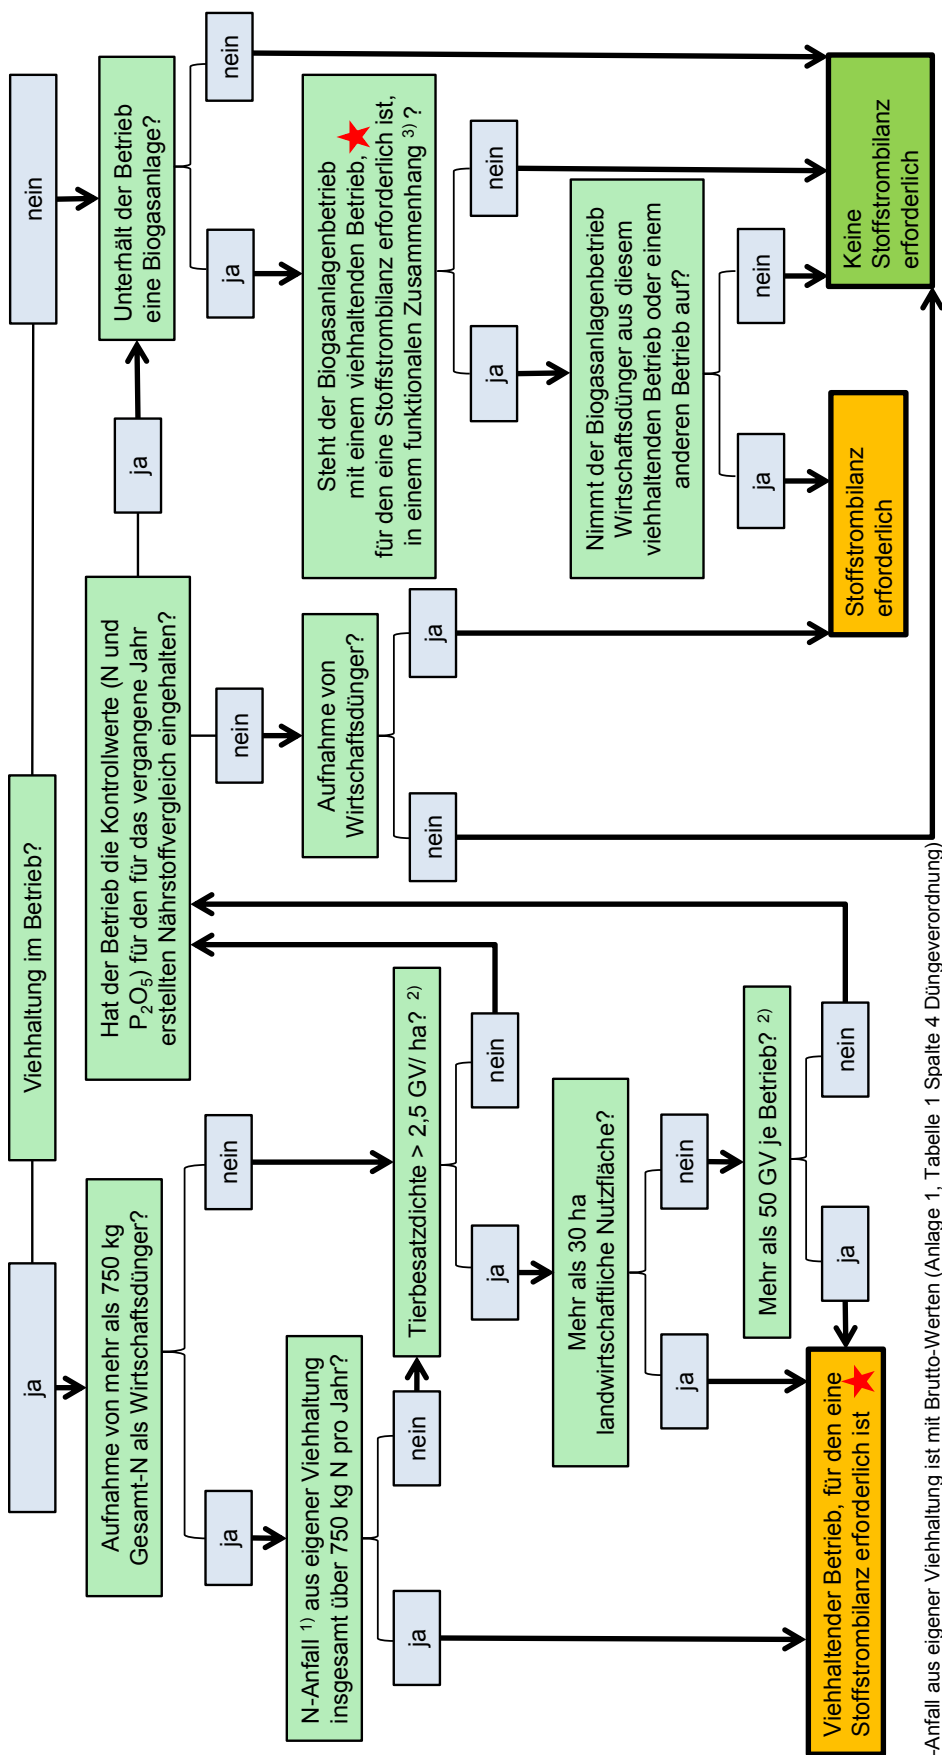 Viehhaltung im Betrieb?
ja
nein
Aufnahme von mehr als 750 kg
Gesamt-N als Wirtschaftsdünger?
ja
nein
N-Anfall 1) aus eigener Viehhaltung
insgesamt über 750 kg N pro Jahr?
ja
nein
Tierbesatzdichte > 2,5 GV/ ha? 2)
ja
nein
Mehr als 30 ha
landwirtschaftliche Nutzfläche?
ja
nein
Mehr als 50 GV je Betrieb? 2)
ja
nein
Viehhaltender Betrieb, für den eine
Stoffstrombilanz erforderlich ist
Hat der Betrieb die Kontrollwerte (N und
P2O5) für den für das vergangene Jahr
erstellten Nährstoffvergleich eingehalten?
nein
ja
Aufnahme von
Wirtschaftsdünger?
nein
ja
Unterhält der Betrieb
eine Biogasanlage?
ja
nein
Steht der Biogasanlagenbetrieb
mit einem viehhaltenden Betrieb,
für den eine Stoffstrombilanz erforderlich ist,
in einem funktionalen Zusammenhang 3) ?
ja
nein
Nimmt der Biogasanlagenbetrieb
Wirtschaftsdünger aus diesem
viehhaltenden Betrieb oder einem
anderen Betrieb auf?
ja
nein
Stoffstrombilanz
erforderlich
Keine
Stoffstrombilanz
erforderlich
-Anfall aus eigener Viehhaltung ist mit Brutto-Werten (Anlage 1, Tabelle 1 Spalte 4 Düngeverordnung)